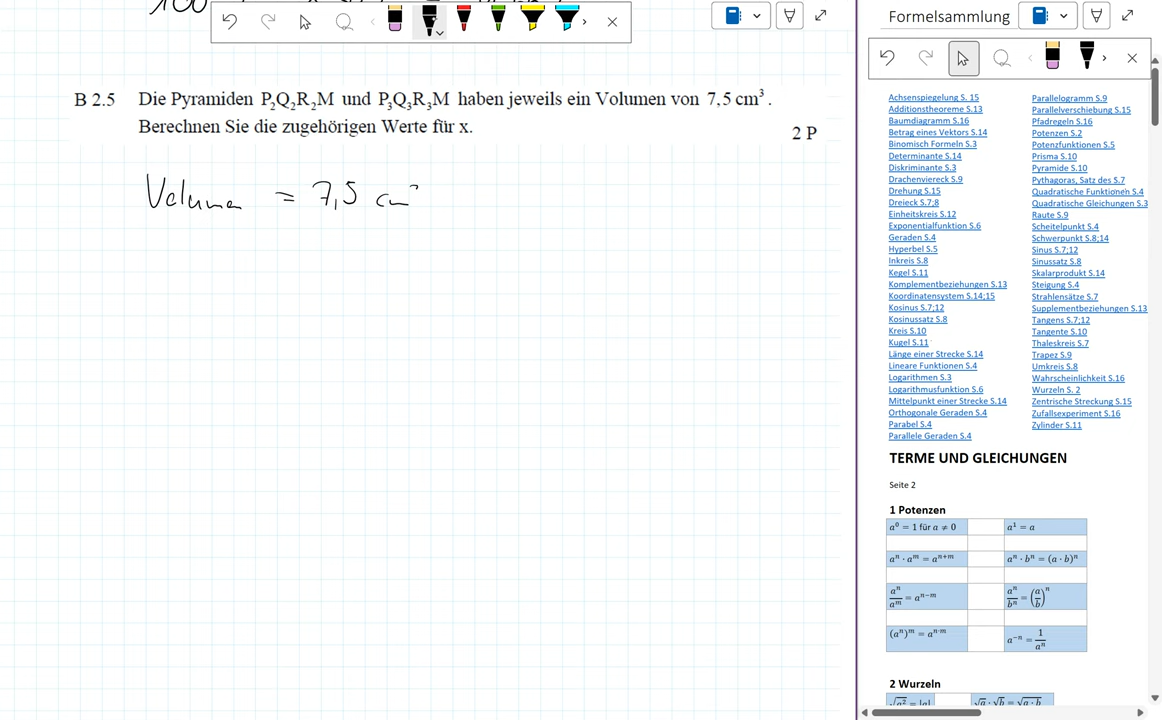 100
Formelsammlung
B 2.5 Die Pyramiden P₂Q₂R₂M und P₃Q₃R₃M haben jeweils ein Volumen von 7,5 cm³.
Berechnen Sie die zugehörigen Werte für x.
2 P
Volumen = 7,5 cm³
Achsenspiegelung S. 15
Additionstheoreme S.13
Baumdiagramm S.16
Betrag eines Vektors S.14
Binomisch Formeln S.3
Determinante S.14
Diskriminante S.3
Drachenviereck S.9
Drehung S.15
Dreieck S.7;8
Einheitskreis S.12
Exponentialfunktion S.6
Geraden S.4
Hyperbel S.5
Inkreis S.8
Kegel S.11
Komplementbeziehungen S.13
Koordinatensystem S.14;15
Kosinus S.7;12
Kosinussatz S.8
Kreis S.10
Kugel S.11
Länge einer Strecke S.14
Lineare Funktionen S.4
Logarithmen S.3
Logarithmusfunktion S.6
Mittelpunkt einer Strecke S.14
Orthogonale Geraden S.4
Parabel S.4
Parallele Geraden S.4
Parallelogramm S.9
Parallelverschiebung S.15
Pfadregeln S.16
Potenzen S.2
Potenzfunktionen S.5
Prisma S.10
Pyramide S.10
Pythagoras, Satz des S.7
Quadratische Funktionen S.4
Quadratische Gleichungen S.3
Raute S.9
Scheitelpunkt S.4
Schwerpunkt S.8;14
Sinus S.7;12
Sinussatz S.8
Skalarprodukt S.14
Steigung S.4
Strahlensätze S.7
Supplementbeziehungen S.13
Tangens S.7;12
Tangente S.10
Thaleskreis S.7
Trapez S.9
Umkreis S.8
Wahrscheinlichkeit S.16
Wurzeln S. 2
Zentrische Streckung S.15
Zufallsexperiment S.16
Zylinder S.11
TERME UND GLEICHUNGEN
Seite 2
1 Potenzen
a⁰ = 1 für a ≠ 0
a¹ = a
aⁿ · aᵐ = aⁿ⁺ᵐ
aⁿ · bⁿ = (a · b)ⁿ
aⁿ/aᵐ = aⁿ⁻ᵐ
aⁿ/bⁿ = (a/b)ⁿ
(aⁿ)ᵐ = aⁿ·ᵐ
a⁻ⁿ = 1/aⁿ
2 Wurzeln
√a² = |a|
√a · √b = √a · b